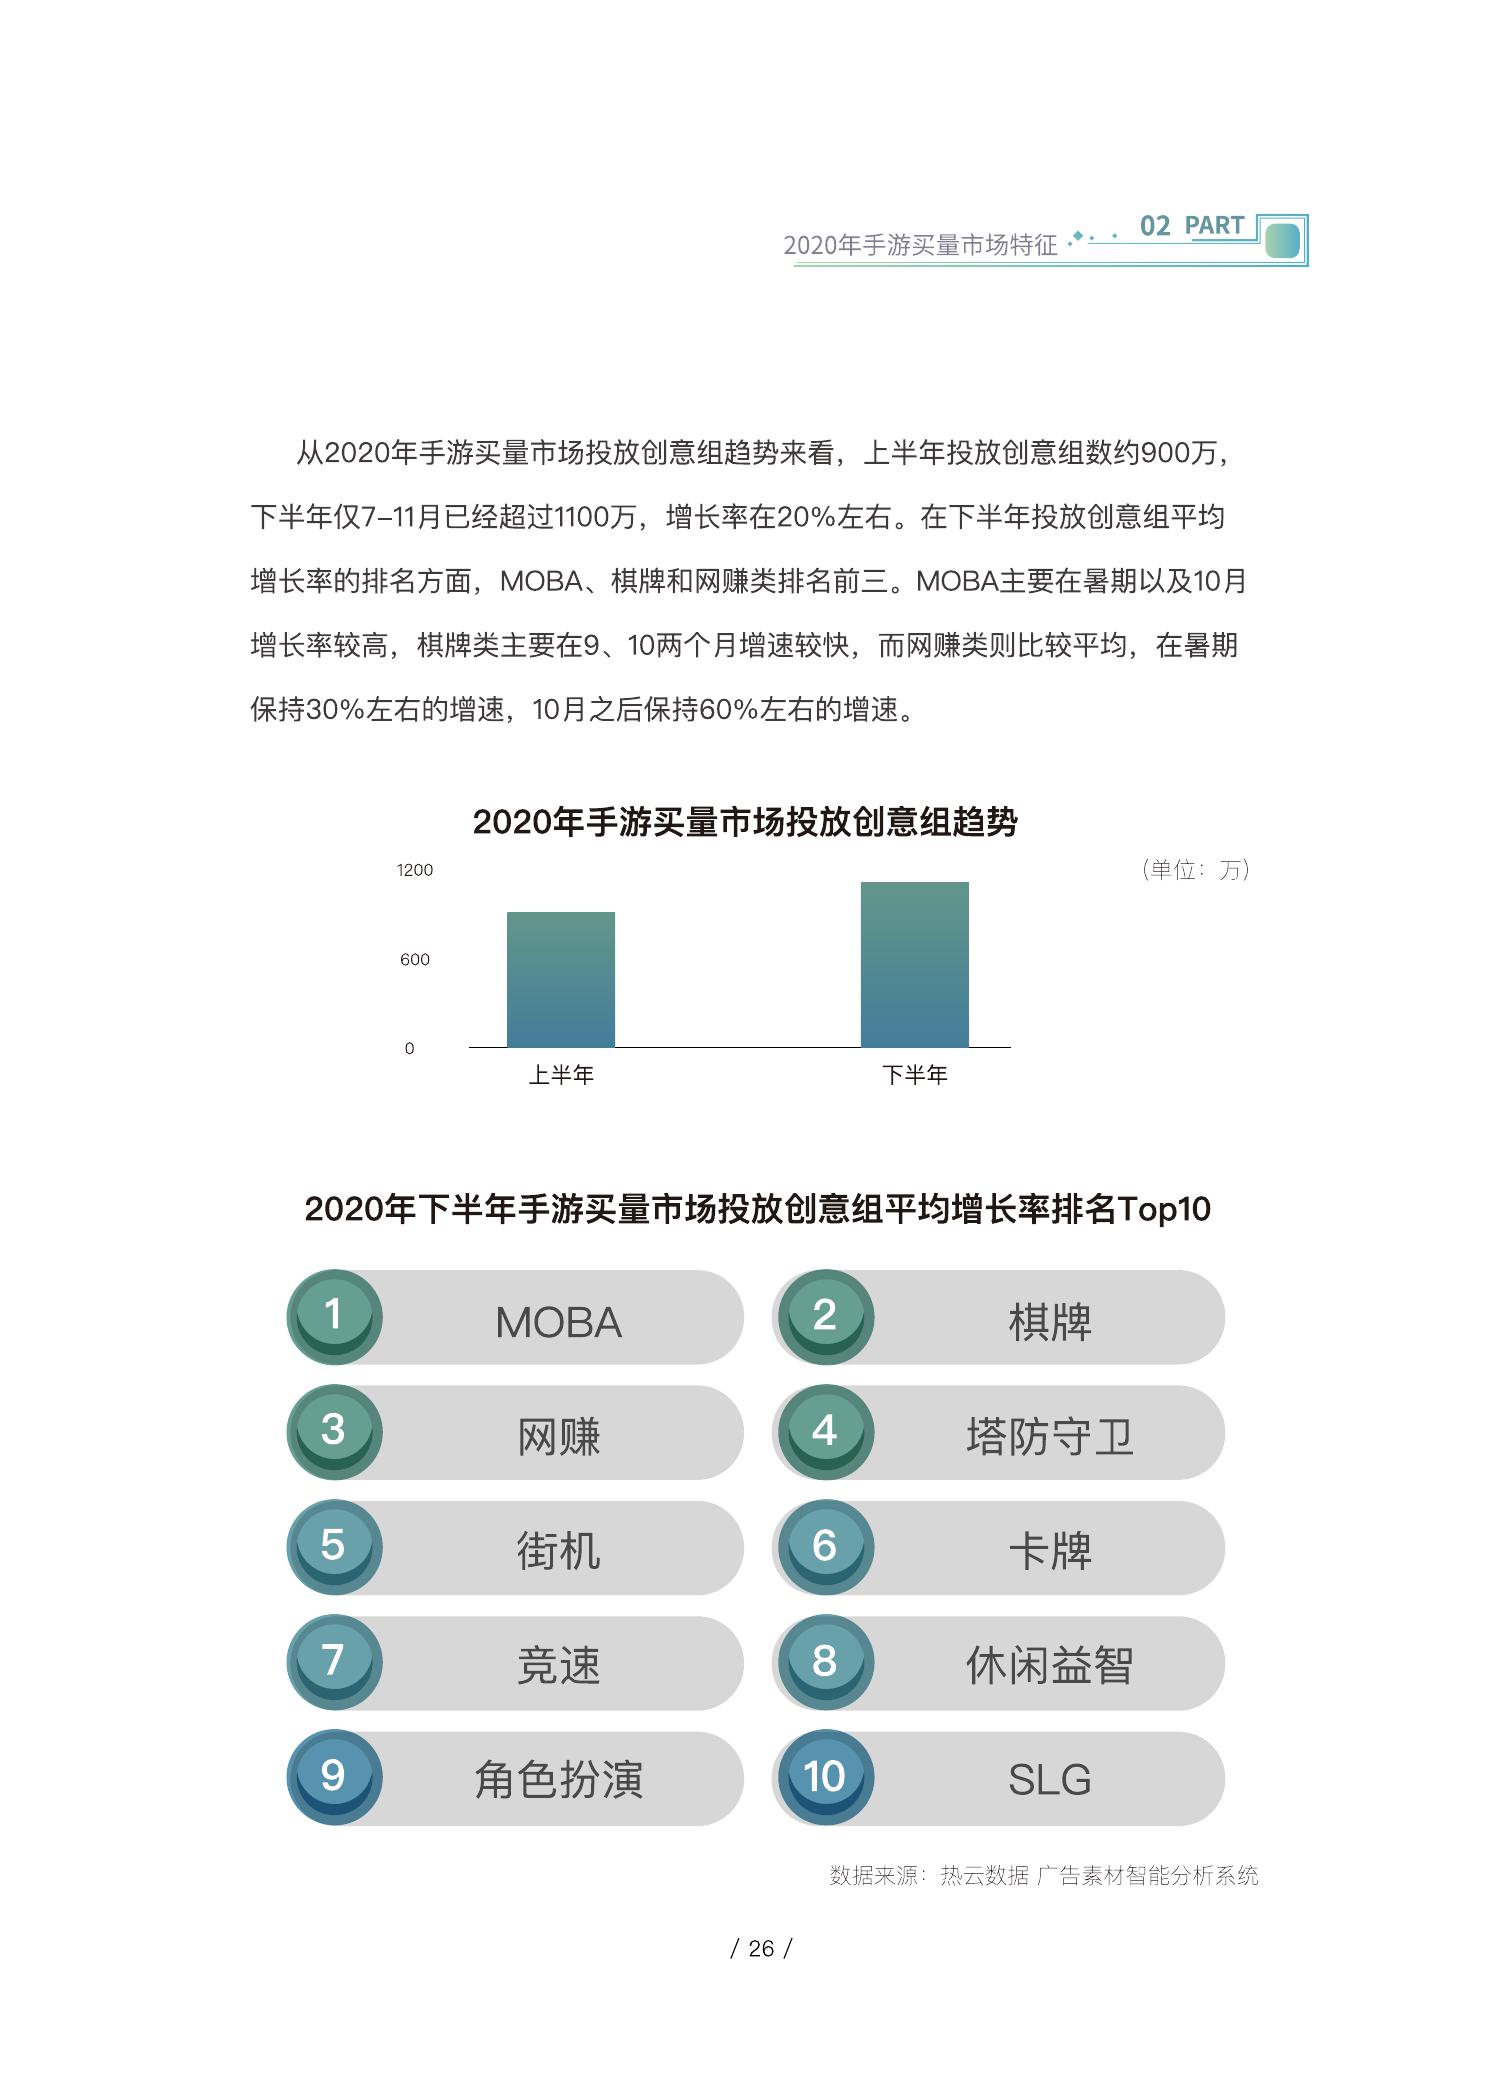 2020年手游买量市场特征
02 PART
从2020年手游买量市场投放创意组趋势来看，上半年投放创意组数约900万，
下半年仅7–11月已经超过1100万，增长率在20%左右。在下半年投放创意组平均
增长率的排名方面，MOBA、棋牌和网赚类排名前三。MOBA主要在暑期以及10月
增长率较高，棋牌类主要在9、10两个月增速较快，而网赚类则比较平均，在暑期
保持30%左右的增速，10月之后保持60%左右的增速。
2020年手游买量市场投放创意组趋势
（单位：万）
1200
600
0
上半年
下半年
2020年下半年手游买量市场投放创意组平均增长率排名Top10
1 MOBA
2 棋牌
3 网赚
4 塔防守卫
5 街机
6 卡牌
7 竞速
8 休闲益智
9 角色扮演
10 SLG
数据来源：热云数据 广告素材智能分析系统
/ 26 /